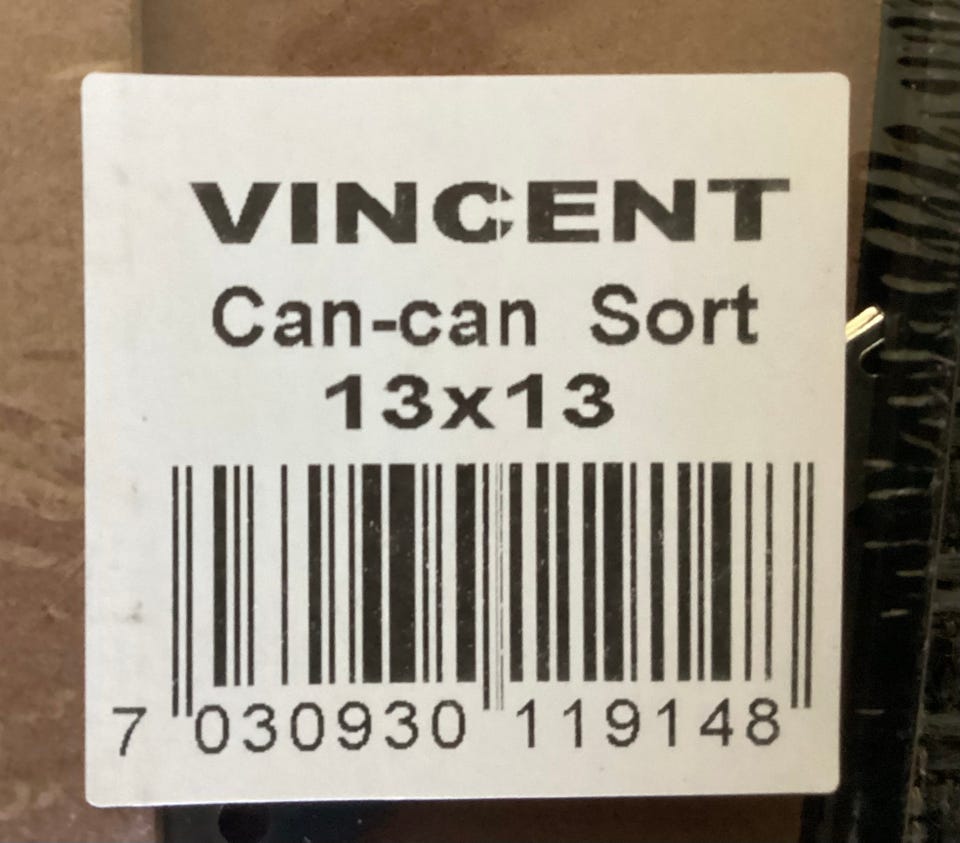 VINCENT
Can-can Sort
13x13
7 030930 119148